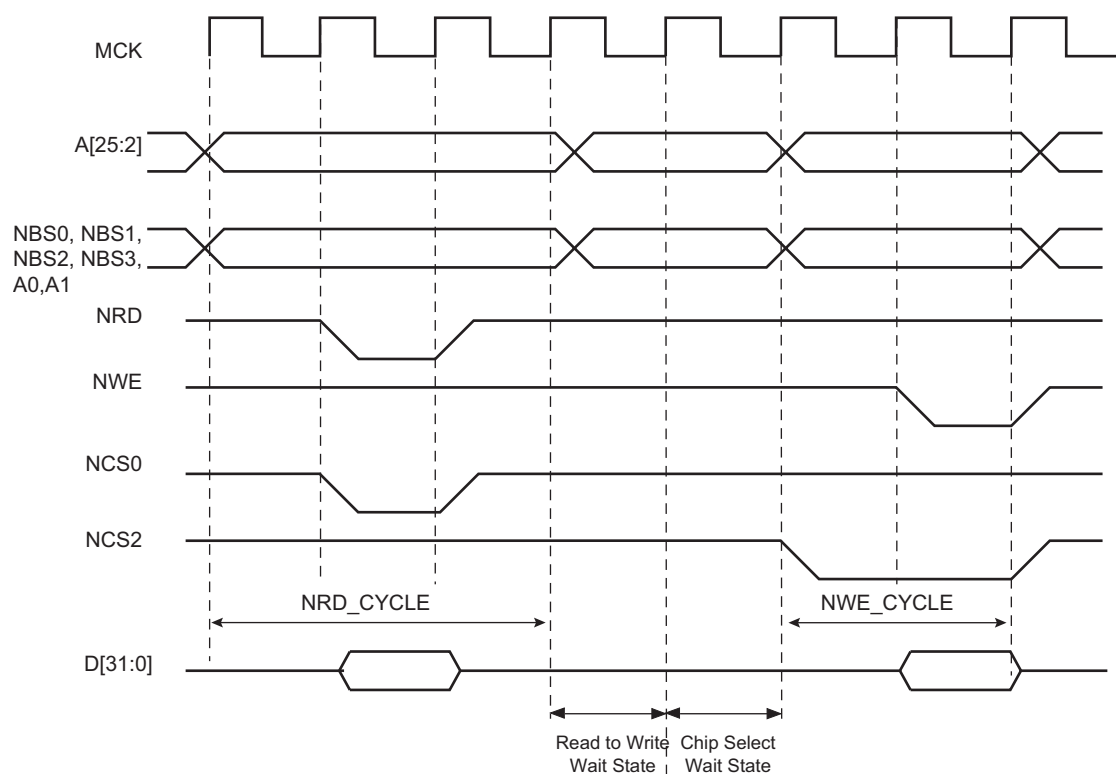 MCK
A[25:2]
NBS0, NBS1,
NBS2, NBS3,
A0,A1
NRD
NWE
NCS0
NCS2
NRD_CYCLE
NWE_CYCLE
D[31:0]
Read to Write
Wait State
Chip Select
Wait State